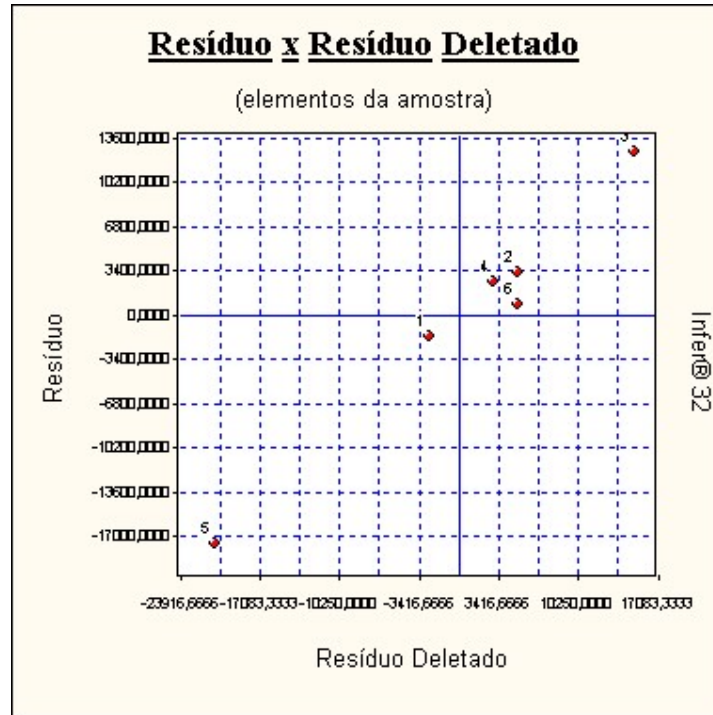 Resíduo x Resíduo Deletado
(elementos da amostra)
13600,0000
10200,0000
6800,0000
3400,0000
0,0000
-3400,0000
-6800,0000
-10200,0000
-13600,0000
-17000,0000
Resíduo
3
2
4
6
1
5
Infer® 32
-23916,6666 -17083,3333 -10250,0000 -3416,6666 3416,6666 10250,0000 17083,3333
Resíduo Deletado